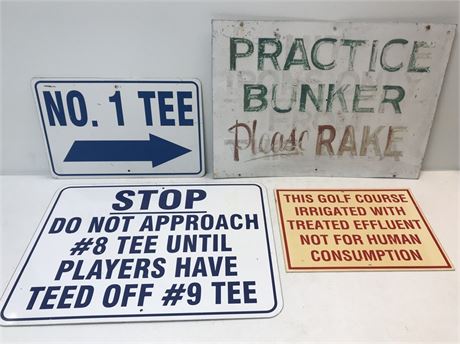 NO. 1 TEE
PRACTICE
BUNKER
Please RAKE
STOP
DO NOT APPROACH
#8 TEE UNTIL
PLAYERS HAVE
TEED OFF #9 TEE
THIS GOLF COURSE
IRRIGATED WITH
TREATED EFFLUENT
NOT FOR HUMAN
CONSUMPTION